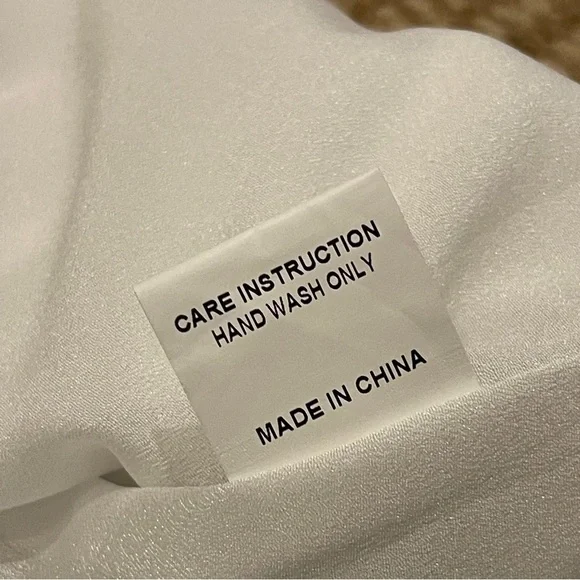 CARE INSTRUCTION
HAND WASH ONLY
MADE IN CHINA